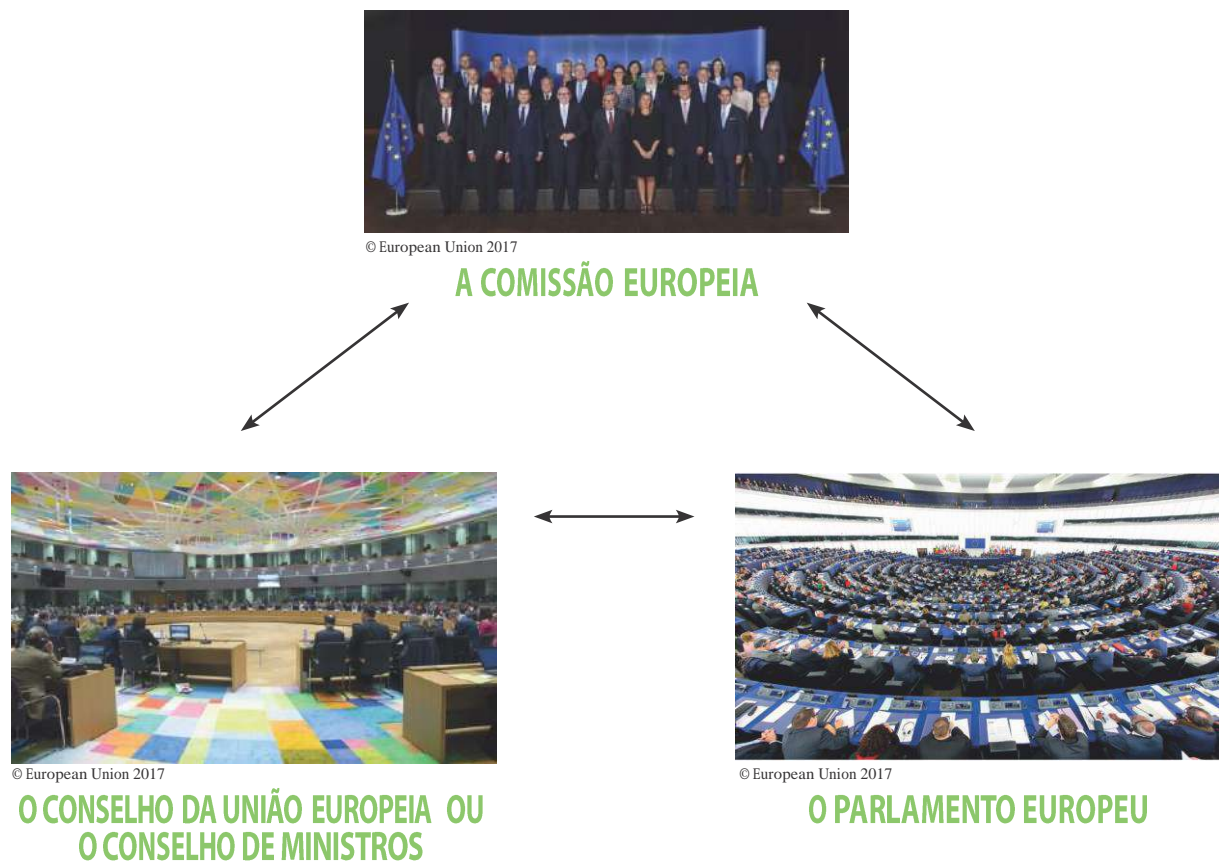 © European Union 2017
A COMISSÃO EUROPEIA
© European Union 2017
O CONSELHO DA UNIÃO EUROPEIA OU
O CONSELHO DE MINISTROS
© European Union 2017
O PARLAMENTO EUROPEU